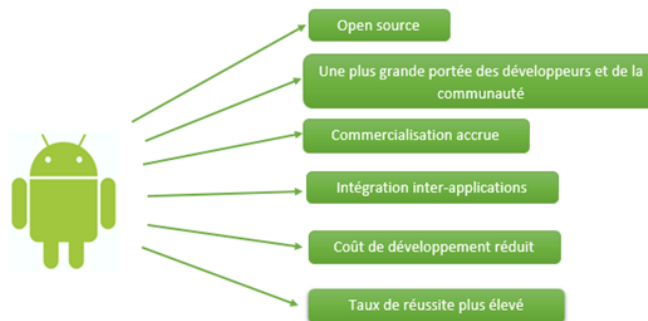 Open source
Une plus grande portée des développeurs et de la
communauté
Commercialisation accrue
Intégration inter-applications
Coût de développement réduit
Taux de réussite plus élevé